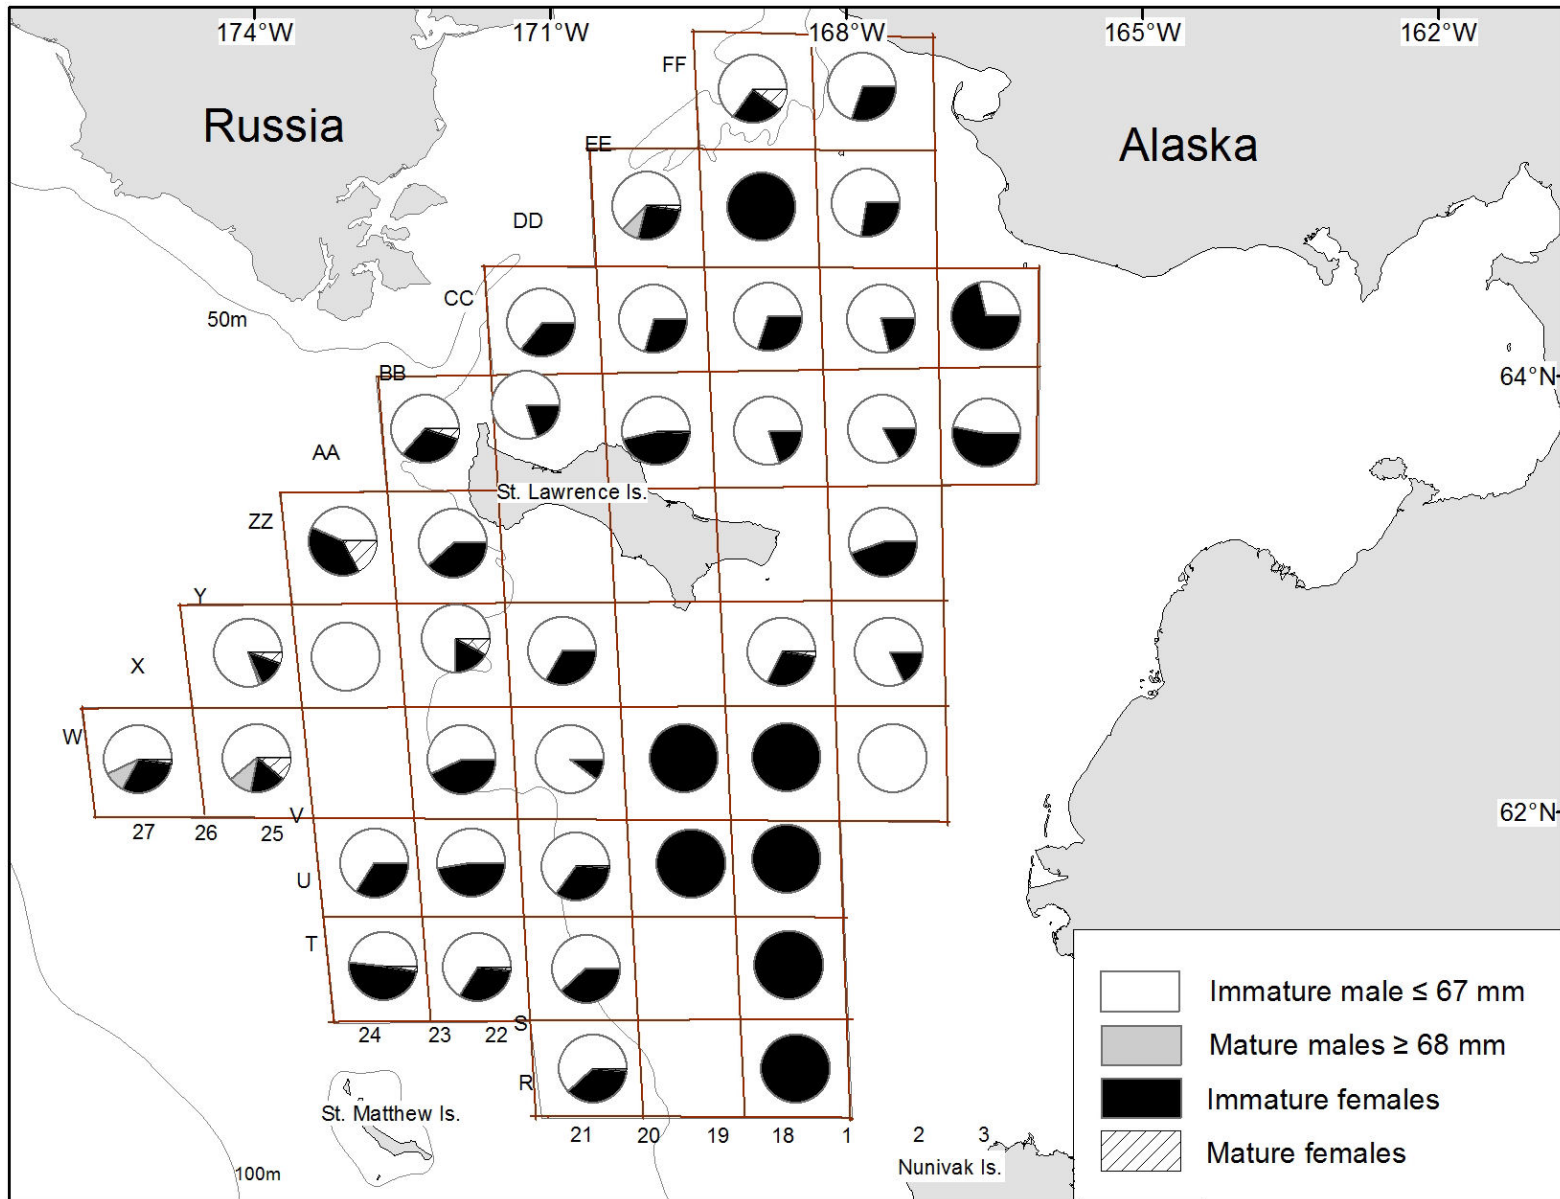 174°W 171°W 168°W 165°W 162°W
FF
Russia
Alaska
EE
DD
CC
50m
BB
64°N
AA
St. Lawrence Is.
ZZ
Y
X
W
V
62°N
27 26 25
U
T
Immature male ≤ 67 mm
S
24 23 22
Mature males ≥ 68 mm
R
Immature females
St. Matthew Is.
21 20 19 18 1 2 3
Mature females
Nunivak Is.
100m